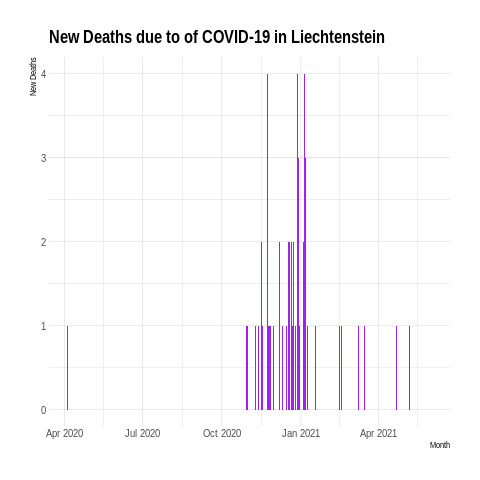 New Deaths due to of COVID-19 in Liechtenstein
New Deaths
4
3
2
1
0
Apr 2020 Jul 2020 Oct 2020 Jan 2021 Apr 2021
Month